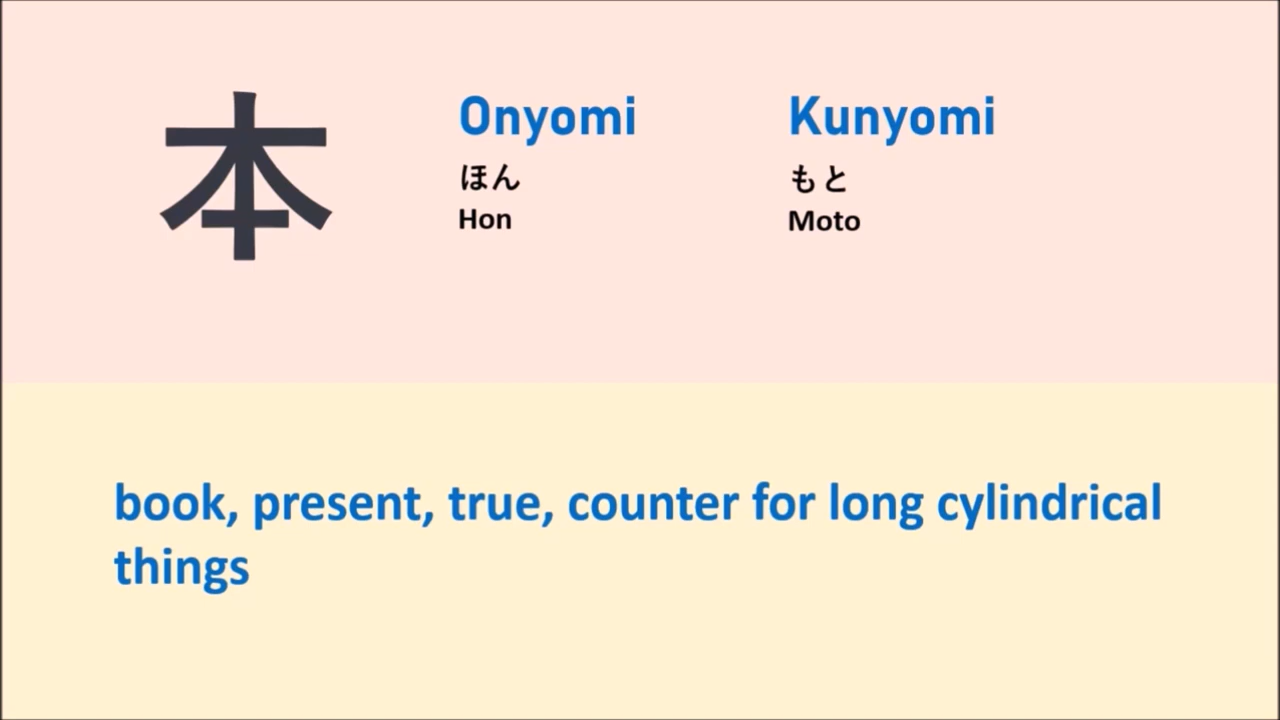 本
Onyomi
ほん
Hon
Kunyomi
もと
Moto
book, present, true, counter for long cylindrical
things